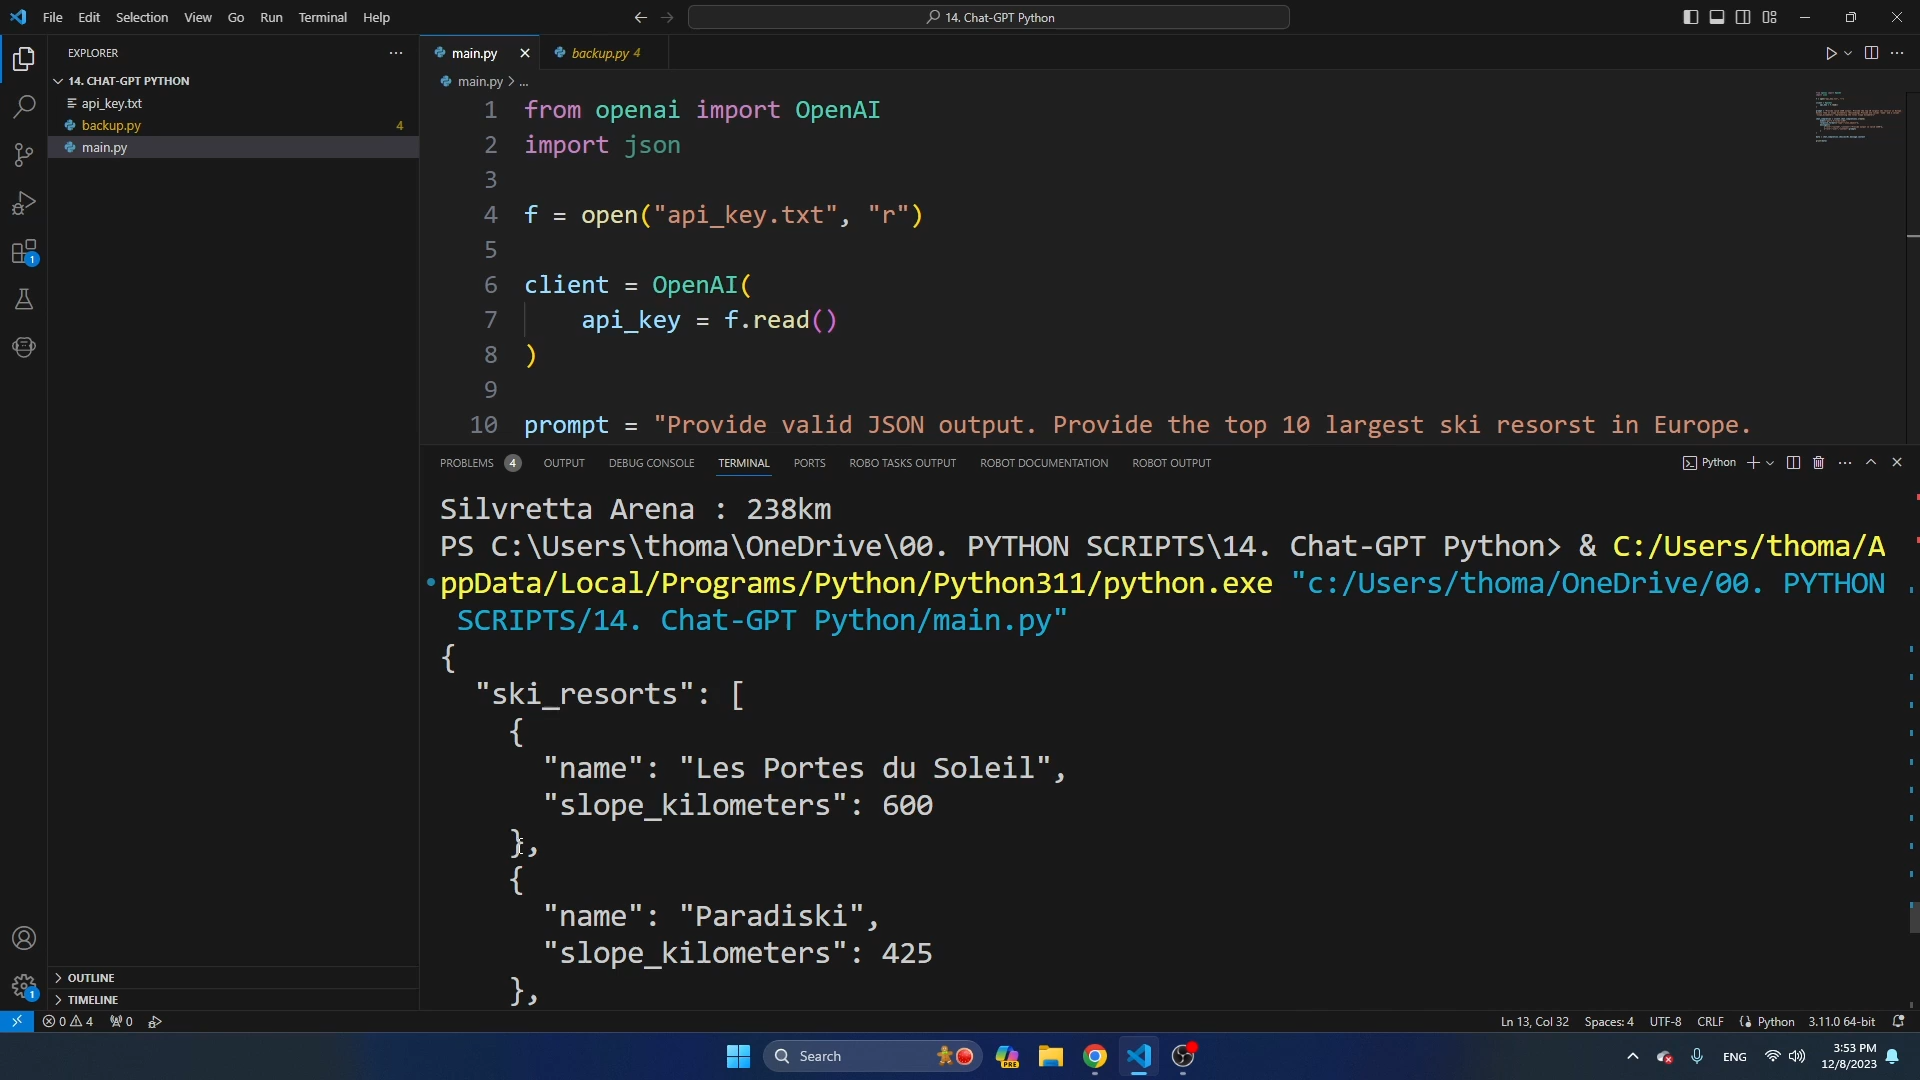 File Edit Selection View Go Run Terminal Help
14. Chat-GPT Python
EXPLORER
14. CHAT-GPT PYTHON
api_key.txt
backup.py 4
main.py
OUTLINE
TIMELINE
main.py
backup.py 4
main.py > ...
1 from openai import OpenAI
2 import json
3
4 f = open("api_key.txt", "r")
5
6 client = OpenAI(
7 api_key = f.read()
8 )
9
10 prompt = "Provide valid JSON output. Provide the top 10 largest ski resorst in Europe.
PROBLEMS 4 OUTPUT DEBUG CONSOLE TERMINAL PORTS ROBO TASKS OUTPUT ROBOT DOCUMENTATION ROBOT OUTPUT
Python
Silvretta Arena : 238km
PS C:\Users\thoma\OneDrive\00. PYTHON SCRIPTS\14. Chat-GPT Python> & C:/Users/thoma/A
ppData/Local/Programs/Python/Python311/python.exe "c:/Users/thoma/OneDrive/00. PYTHON
SCRIPTS/14. Chat-GPT Python/main.py"
{
"ski_resorts": [
{
"name": "Les Portes du Soleil",
"slope_kilometers": 600
},
{
"name": "Paradiski",
"slope_kilometers": 425
},
1
1
0 4 0
Ln 13, Col 32 Spaces: 4 UTF-8 CRLF Python 3.11.0 64-bit
Search
PRE
ENG
3:53 PM
12/8/2023